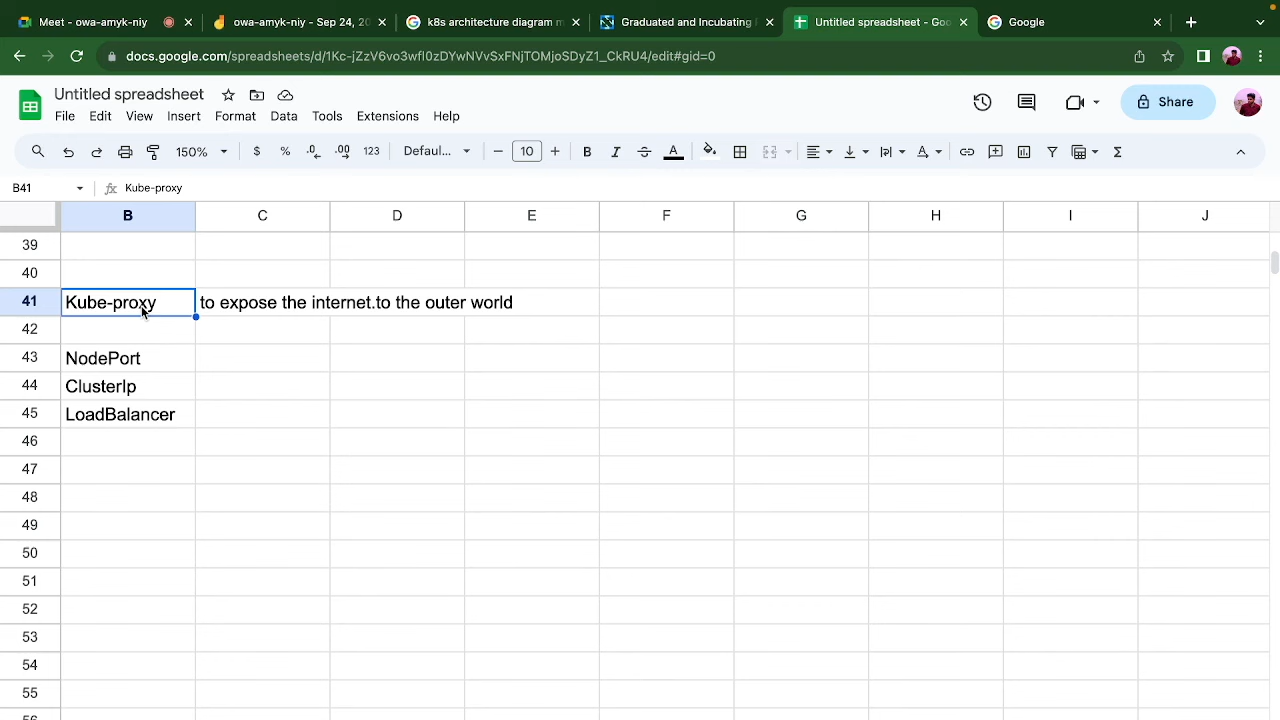 Meet - owa-amyk-niy
owa-amyk-niy - Sep 24, 20
k8s architecture diagram m
Graduated and Incubating
Untitled spreadsheet - Goo
Google
docs.google.com/spreadsheets/d/1Kc-jZzV6vo3wfl0zDYwNVvSxFNjTOMjoSDyZ1_CkRU4/edit#gid=0
Untitled spreadsheet
File Edit View Insert Format Data Tools Extensions Help
Share
150% $ % .0 .00 123 Defaul... 10 B I A Σ
B41 fx Kube-proxy
B C D E F G H I J
39
40
41 Kube-proxy to expose the internet.to the outer world
42
43 NodePort
44 ClusterIp
45 LoadBalancer
46
47
48
49
50
51
52
53
54
55
56